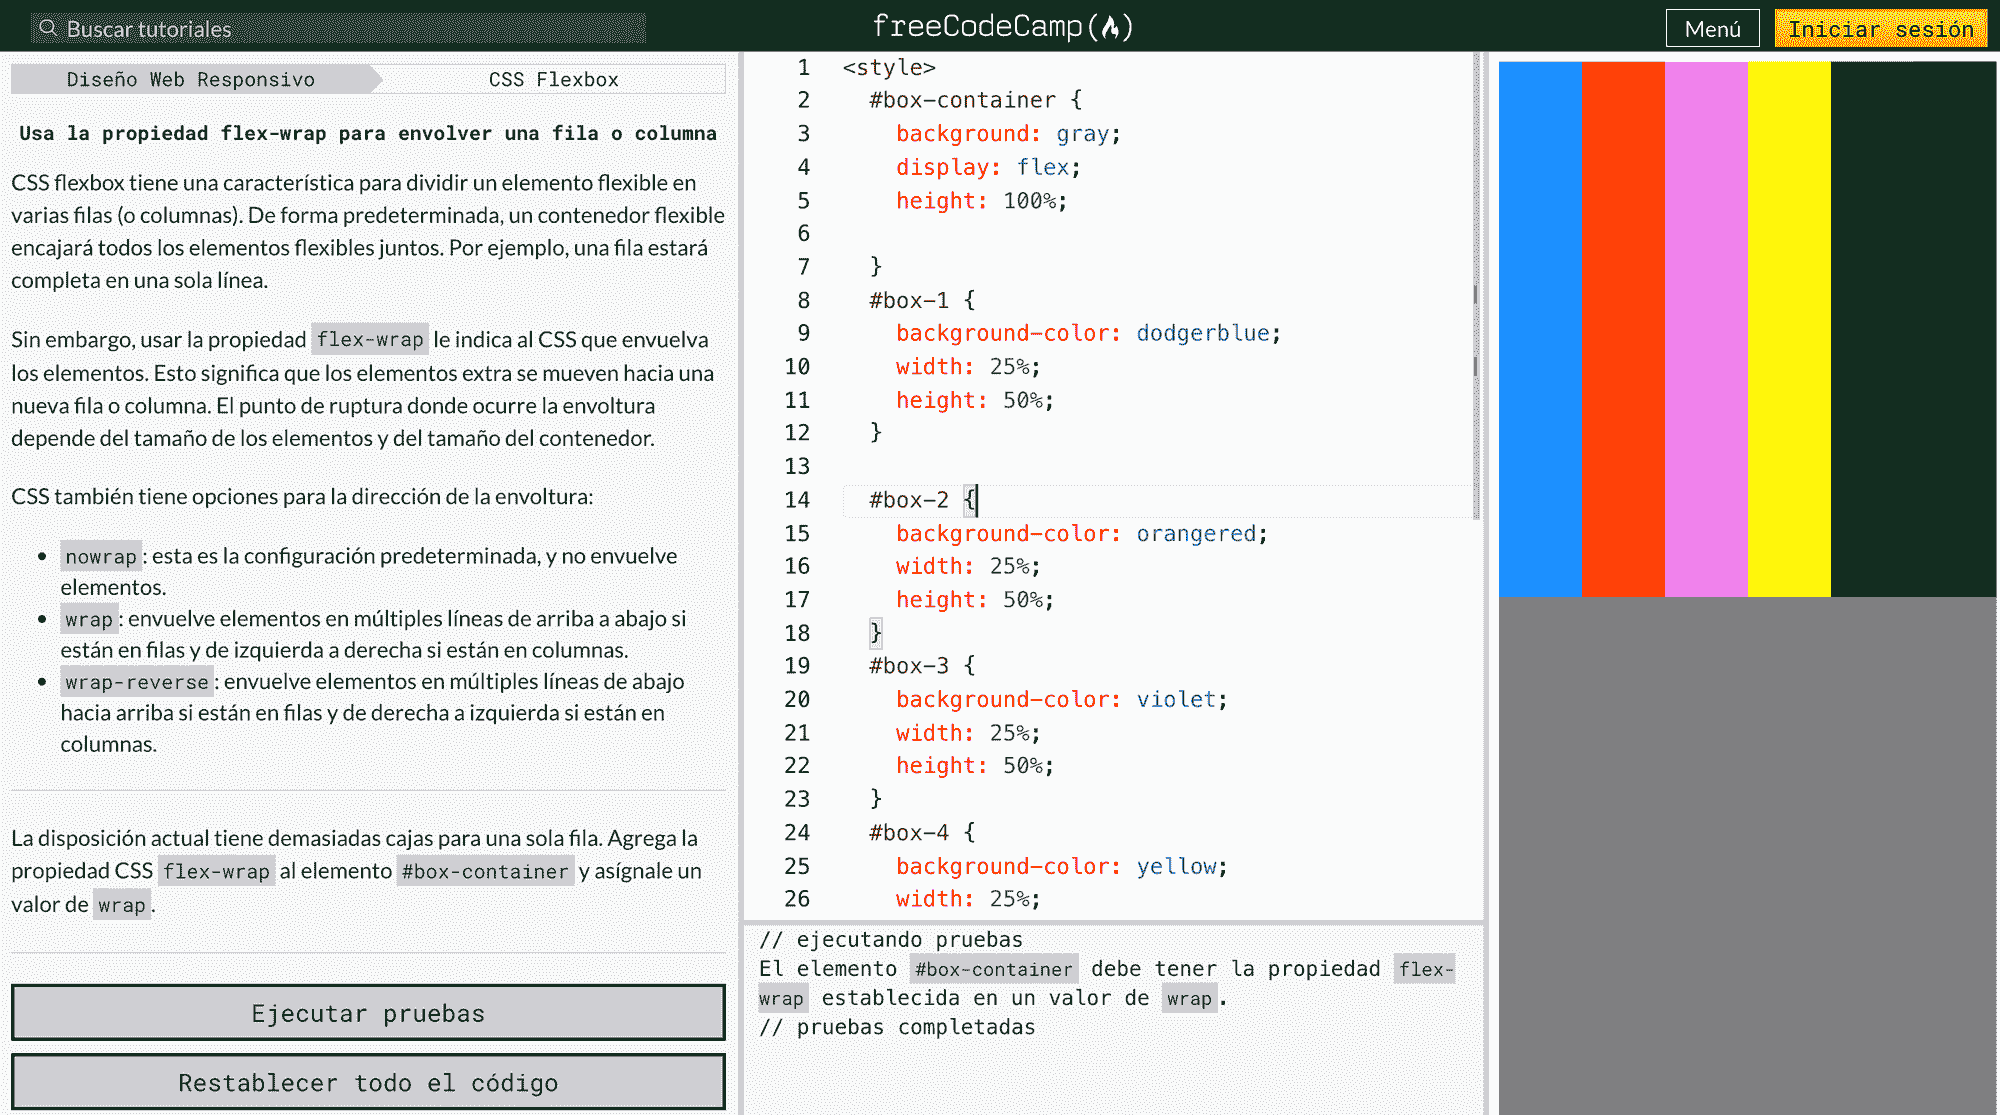 Buscar tutoriales
freeCodeCamp
Menú
Iniciar sesión
Diseño Web Responsivo
CSS Flexbox
Usa la propiedad flex-wrap para envolver una fila o columna
CSS flexbox tiene una característica para dividir un elemento flexible en
varias filas (o columnas). De forma predeterminada, un contenedor flexible
encajará todos los elementos flexibles juntos. Por ejemplo, una fila estará
completa en una sola línea.
Sin embargo, usar la propiedad flex-wrap le indica al CSS que envuelva
los elementos. Esto significa que los elementos extra se mueven hacia una
nueva fila o columna. El punto de ruptura donde ocurre la envoltura
depende del tamaño de los elementos y del tamaño del contenedor.
CSS también tiene opciones para la dirección de la envoltura:
• nowrap: esta es la configuración predeterminada, y no envuelve
elementos.
• wrap: envuelve elementos en múltiples líneas de arriba a abajo si
están en filas y de izquierda a derecha si están en columnas.
• wrap-reverse: envuelve elementos en múltiples líneas de abajo
hacia arriba si están en filas y de derecha a izquierda si están en
columnas.
La disposición actual tiene demasiadas cajas para una sola fila. Agrega la
propiedad CSS flex-wrap al elemento #box-container y asígnale un
valor de wrap.
Ejecutar pruebas
Restablecer todo el código
1 <style>
2 #box-container {
3 background: gray;
4 display: flex;
5 height: 100%;
6
7 }
8 #box-1 {
9 background-color: dodgerblue;
10 width: 25%;
11 height: 50%;
12 }
13
14 #box-2 {
15 background-color: orangered;
16 width: 25%;
17 height: 50%;
18 }
19 #box-3 {
20 background-color: violet;
21 width: 25%;
22 height: 50%;
23 }
24 #box-4 {
25 background-color: yellow;
26 width: 25%;
// ejecutando pruebas
El elemento #box-container debe tener la propiedad flex-
wrap establecida en un valor de wrap.
// pruebas completadas